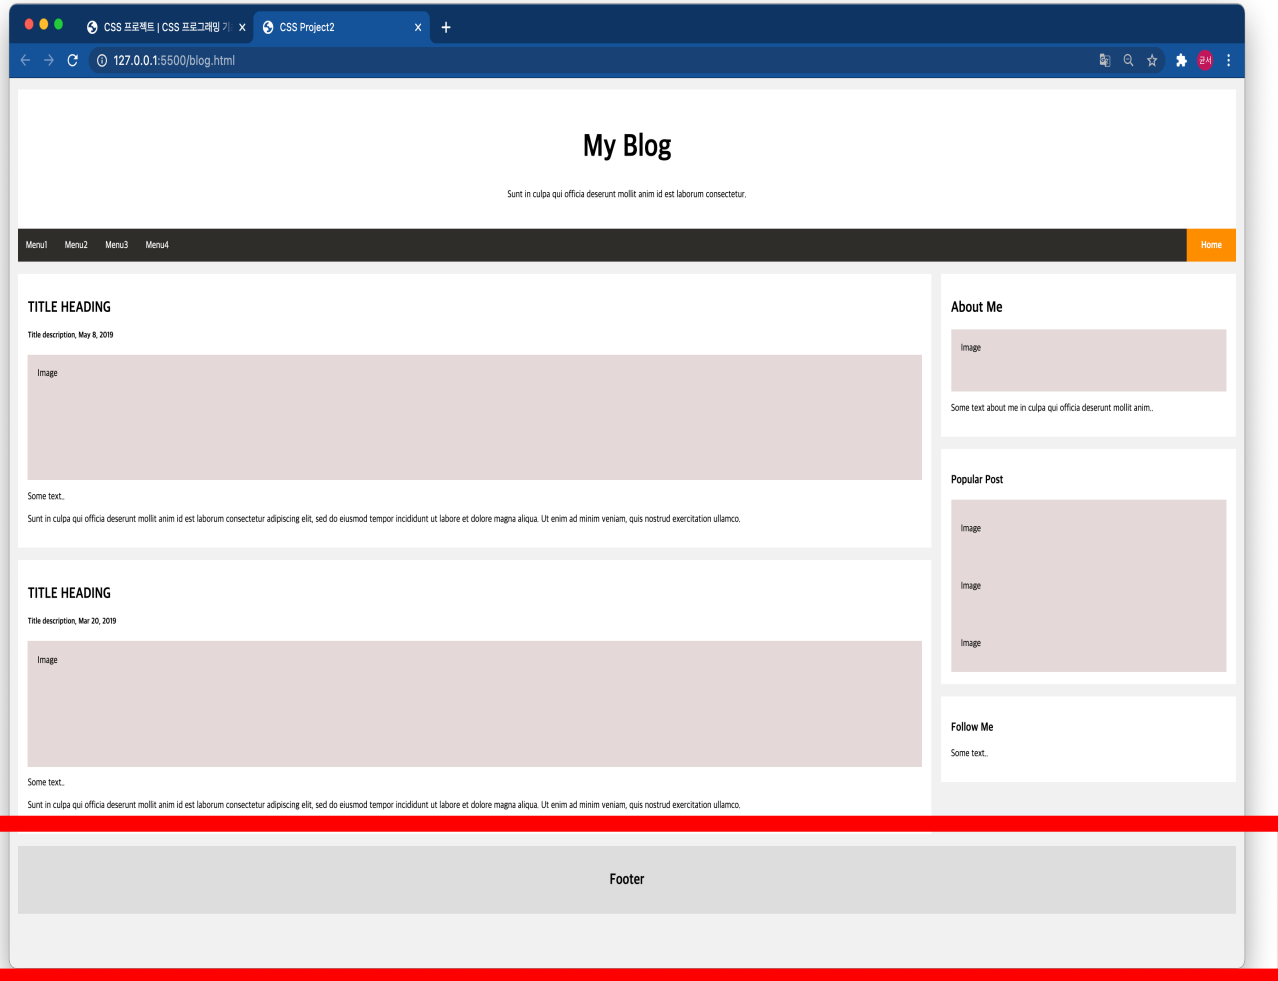 CSS 프로젝트 | CSS 프로그래밍 기
CSS Project2
127.0.0.1:5500/blog.html
균서
My Blog
Sunt in culpa qui officia deserunt mollit anim id est laborum consectetur.
Menu1 Menu2 Menu3 Menu4 Home
TITLE HEADING
Title description, May 8, 2019
Image
Some text..
Sunt in culpa qui officia deserunt mollit anim id est laborum consectetur adipiscing elit, sed do eiusmod tempor incididunt ut labore et dolore magna aliqua. Ut enim ad minim veniam, quis nostrud exercitation ullamco.
TITLE HEADING
Title description, Mar 20, 2019
Image
Some text..
Sunt in culpa qui officia deserunt mollit anim id est laborum consectetur adipiscing elit, sed do eiusmod tempor incididunt ut labore et dolore magna aliqua. Ut enim ad minim veniam, quis nostrud exercitation ullamco.
About Me
Image
Some text about me in culpa qui officia deserunt mollit anim..
Popular Post
Image
Image
Image
Follow Me
Some text..
Footer